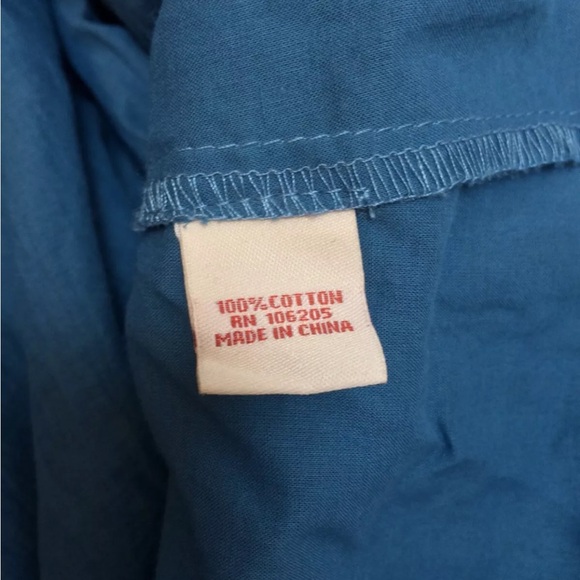 100% COTTON
RN 106205
MADE IN CHINA